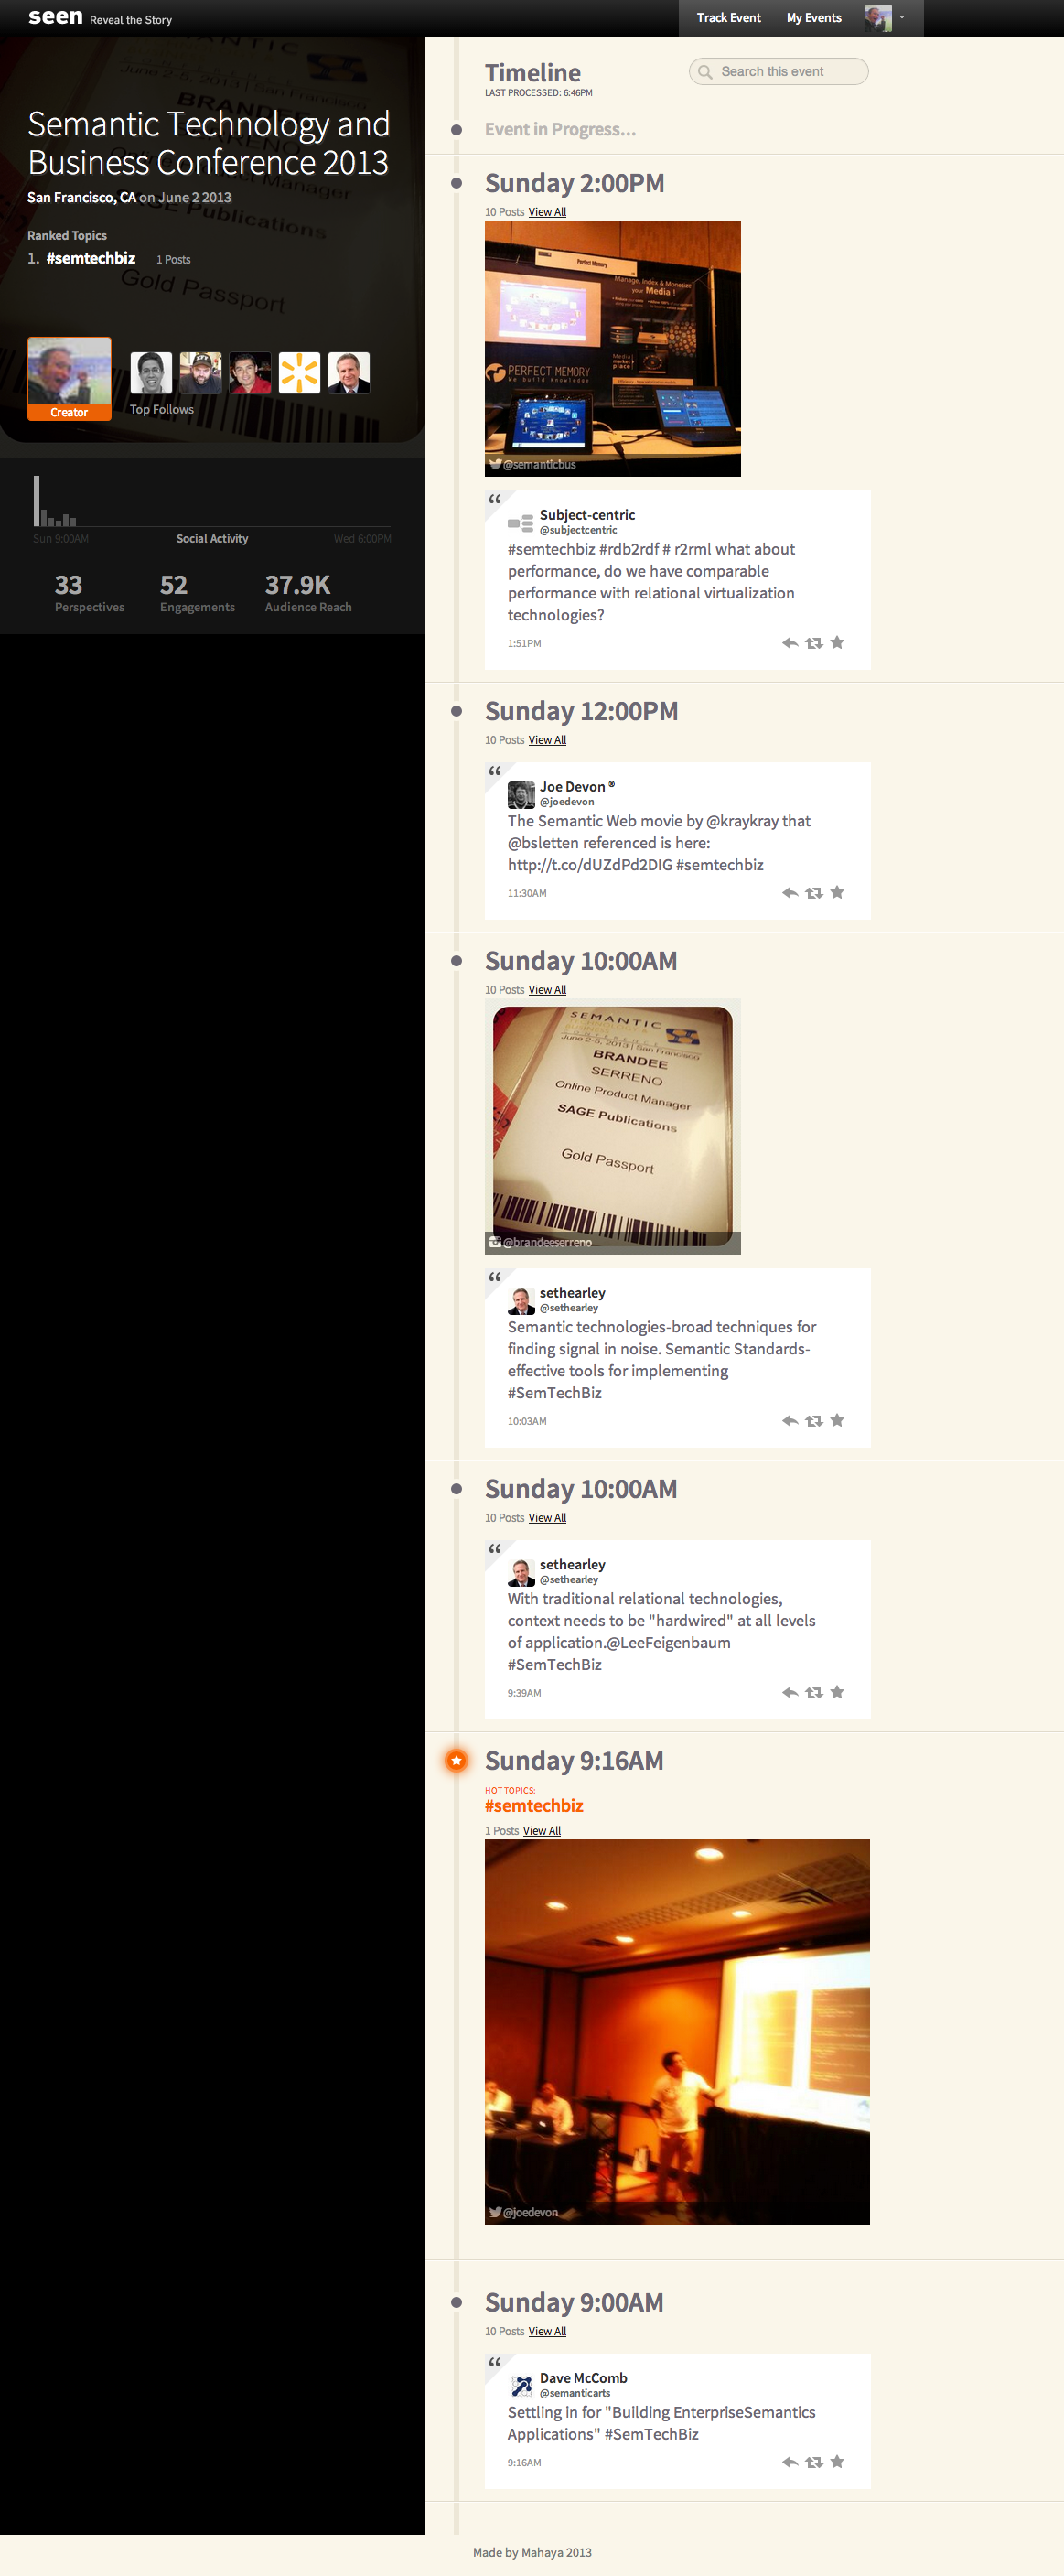 seen Reveal the Story
Track Event
My Events
Semantic Technology and
Business Conference 2013
San Francisco, CA on June 2 2013
Ranked Topics
1. #semtechbiz 1 Posts
Gold Passport
Creator
Top Follows
Sun 9:00AM
Social Activity
Wed 6:00PM
33
Perspectives
52
Engagements
37.9K
Audience Reach
Timeline
LAST PROCESSED: 6:46PM
Search this event
Event in Progress...
Sunday 2:00PM
10 Posts View All
Perfect Memory
Manage, Index & Monetize
your Media !
PERFECT MEMORY
We build Knowledge
@semanticbus
Subject-centric
@subjectcentric
#semtechbiz #rdb2rdf # r2rml what about
performance, do we have comparable
performance with relational virtualization
technologies?
1:51PM
Sunday 12:00PM
10 Posts View All
Joe Devon ®
@joedevon
The Semantic Web movie by @kraykray that
@bsletten referenced is here:
http://t.co/dUZdPd2DIG #semtechbiz
11:30AM
Sunday 10:00AM
10 Posts View All
SEMANTIC
CONFERENCE
June 2-5, 2013 | San Francisco
BRANDEE
SERRENO
Online Product Manager
SAGE Publications
Gold Passport
@brandeeserreno
sethearley
@sethearley
Semantic technologies-broad techniques for
finding signal in noise. Semantic Standards-
effective tools for implementing
#SemTechBiz
10:03AM
Sunday 10:00AM
10 Posts View All
sethearley
@sethearley
With traditional relational technologies,
context needs to be "hardwired" at all levels
of application.@LeeFeigenbaum
#SemTechBiz
9:39AM
Sunday 9:16AM
HOT TOPICS:
#semtechbiz
1 Posts View All
@joedevon
Sunday 9:00AM
10 Posts View All
Dave McComb
@semanticarts
Settling in for "Building EnterpriseSemantics
Applications" #SemTechBiz
9:16AM
Made by Mahaya 2013